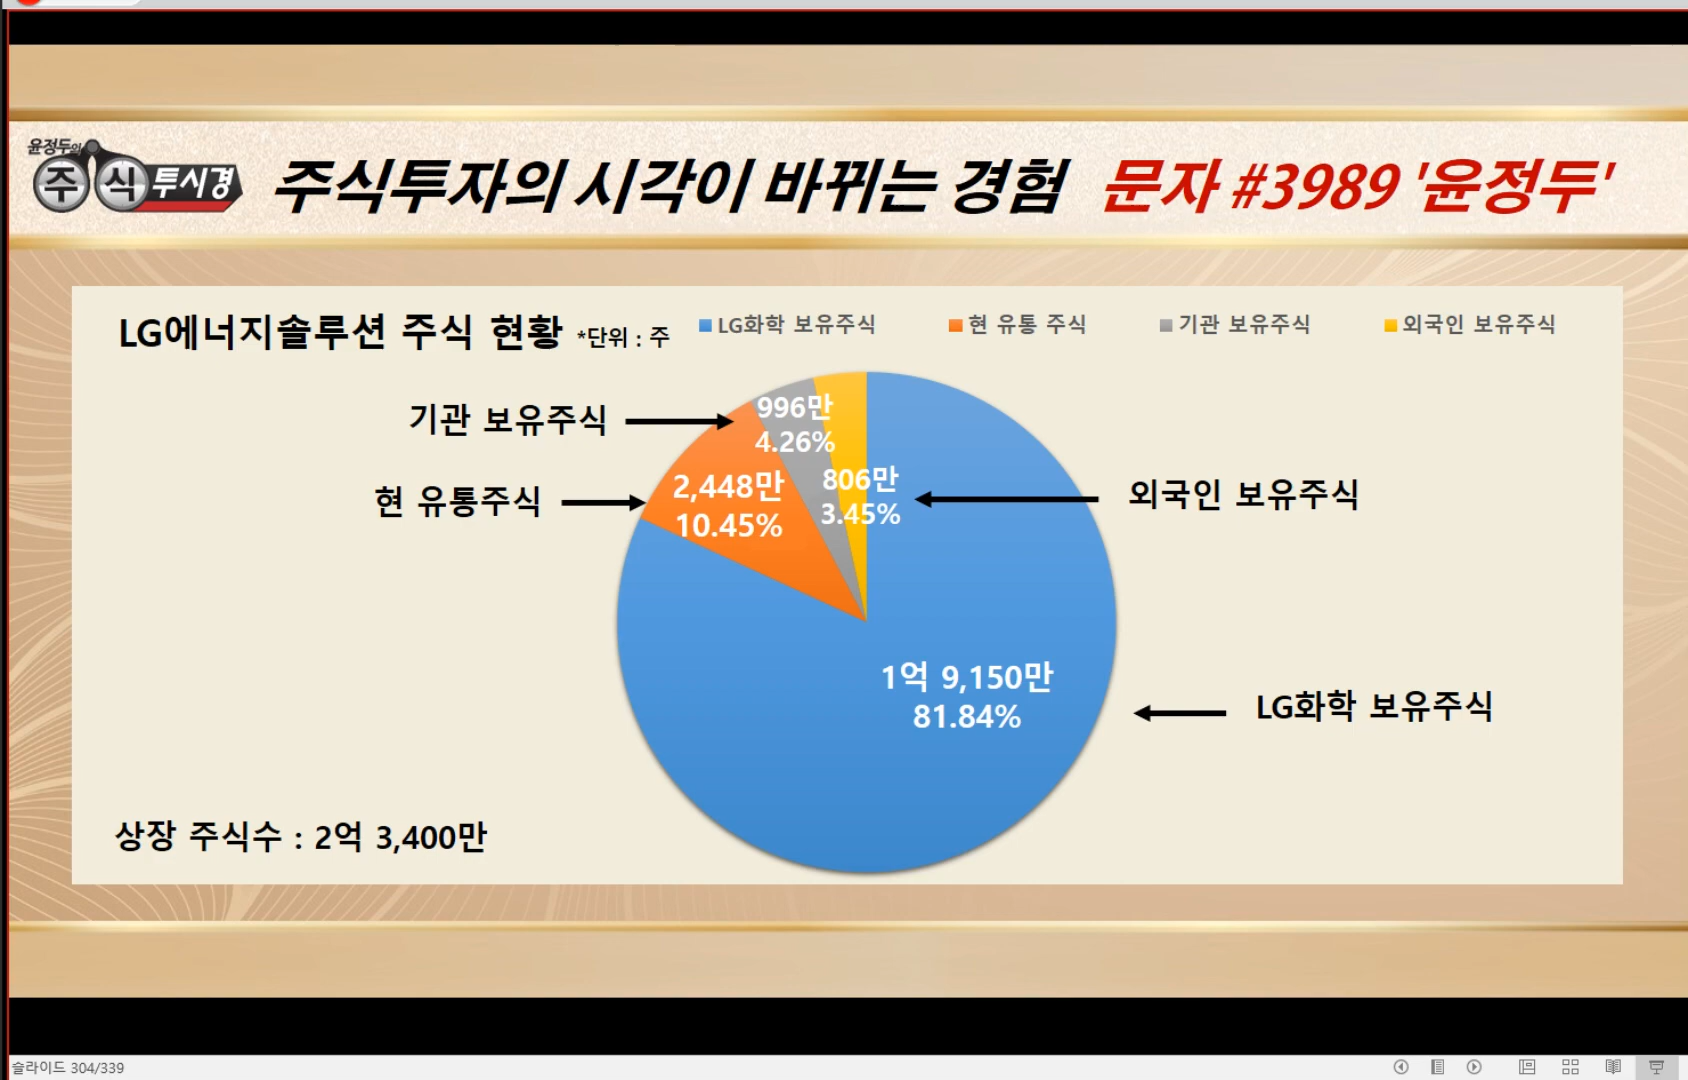 윤정두의
주식투시경
주식투자의 시각이 바뀌는 경험 문자 #3989 '윤정두'
LG에너지솔루션 주식 현황 *단위 : 주
LG화학 보유주식 현 유통 주식 기관 보유주식 외국인 보유주식
기관 보유주식
996만
4.26%
현 유통주식
2,448만
10.45%
806만
3.45%
외국인 보유주식
1억 9,150만
81.84%
LG화학 보유주식
상장 주식수 : 2억 3,400만
슬라이드 304/339